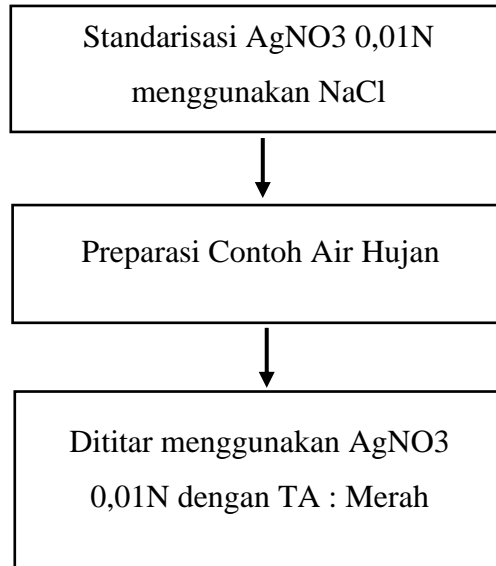 Standarisasi AgNO3 0,01N
menggunakan NaCl
Preparasi Contoh Air Hujan
Dititar menggunakan AgNO3
0,01N dengan TA : Merah